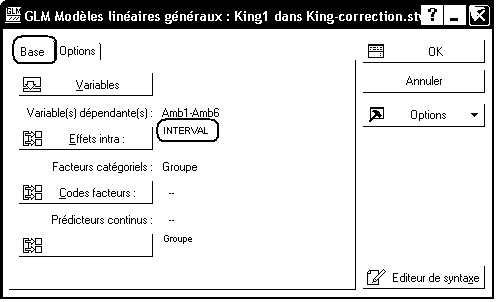 GLM Modèles linéaires généraux : King1 dans King-correction.st
Base Options
OK
Variables
Annuler
Variable(s) dépendante(s) : Amb1-Amb6
Options
Effets intra : INTERVAL
Facteurs catégoriels : Groupe
Codes facteurs : --
Prédicteurs continus : --
Groupe
Editeur de syntaxe